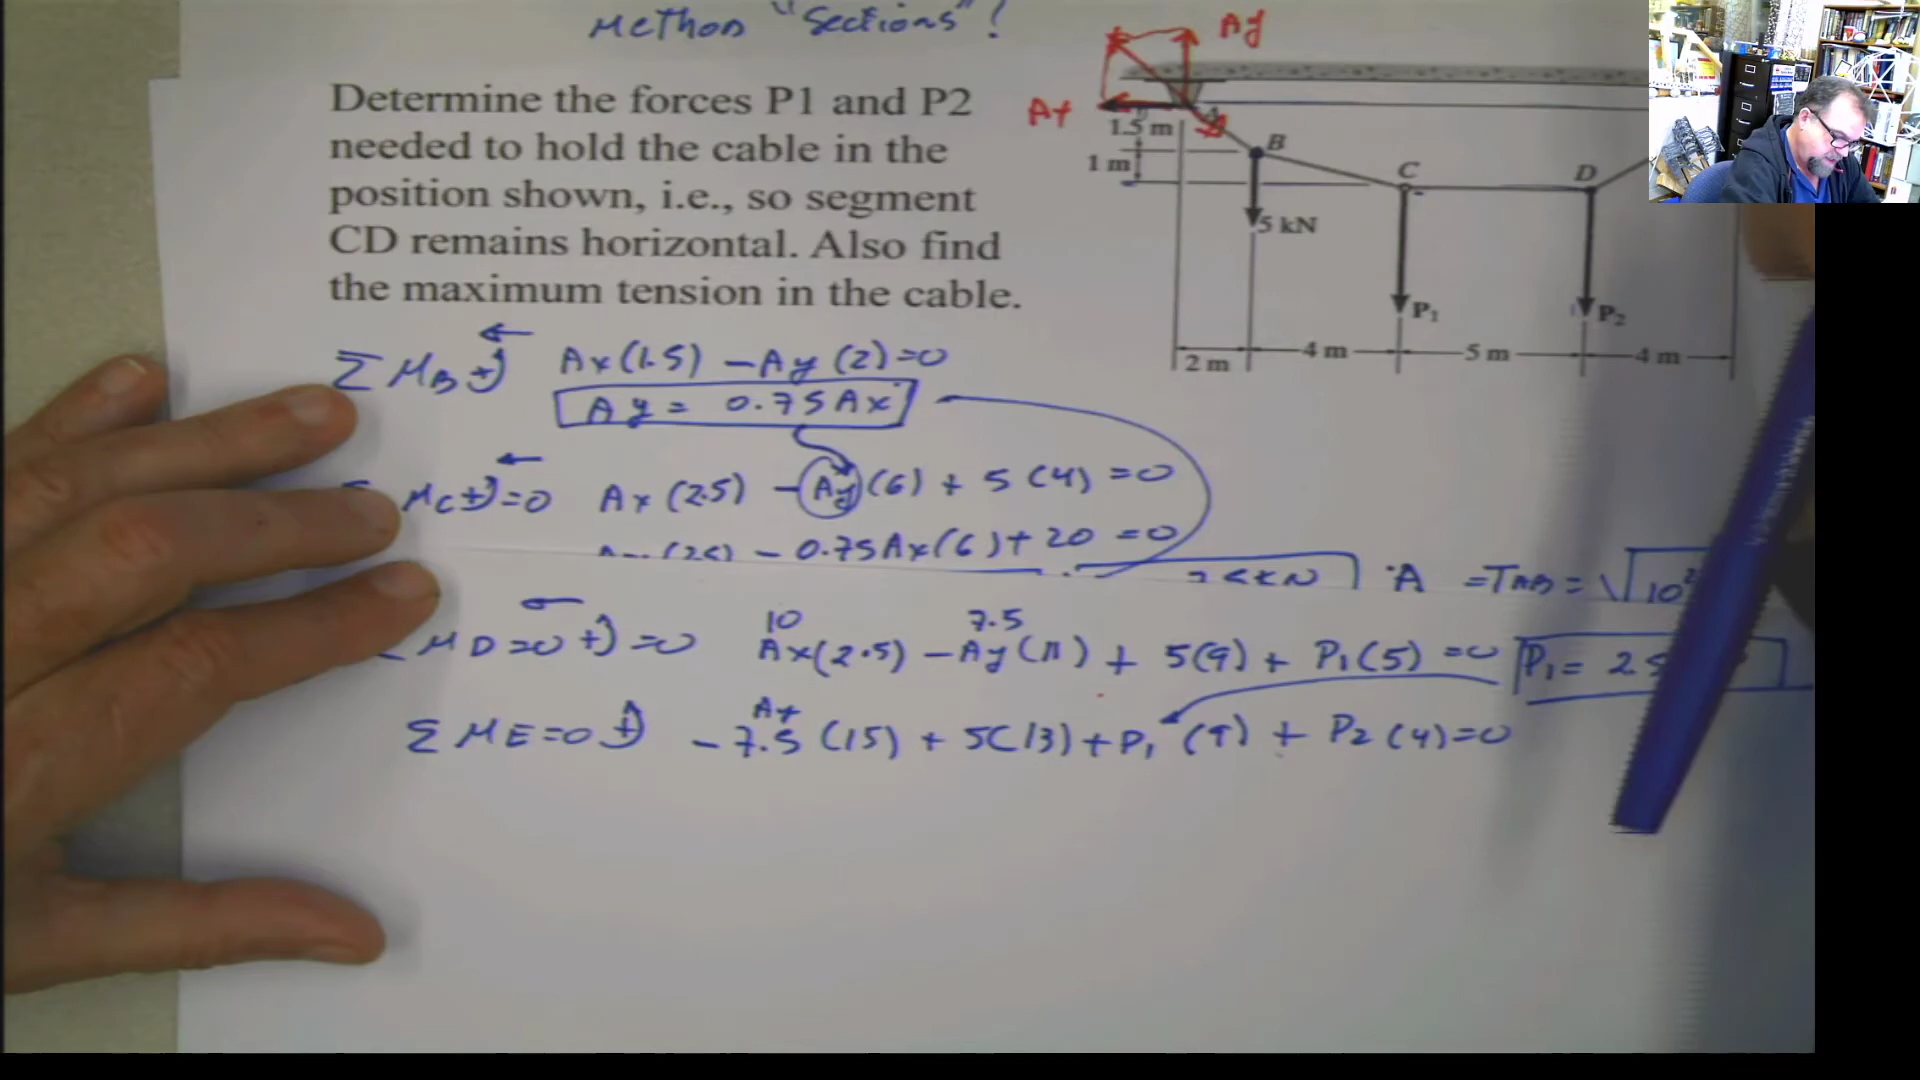 Method "Sections"!
Determine the forces P1 and P2
needed to hold the cable in the
position shown, i.e., so segment
CD remains horizontal. Also find
the maximum tension in the cable.
Ay
Ax
A
1.5 m
B
1 m
C
D
5 kN
P1
P2
2 m
4 m
5 m
4 m
ΣMB + Ax(1.5) - Ay(2)=0
Ay = 0.75Ax
Mc+=0 Ax(2.5) - Ay(6) + 5(4) =0
- 0.75Ax(6)+20 =0
kN A =TAB= √10²
10 7.5
MD=0+)=0 Ax(2.5) - Ay(11) + 5(9) + P1(5) =0 P1= 2
Ay
ΣME=0+ -7.5(15) + 5(13)+P1(9) + P2(4)=0